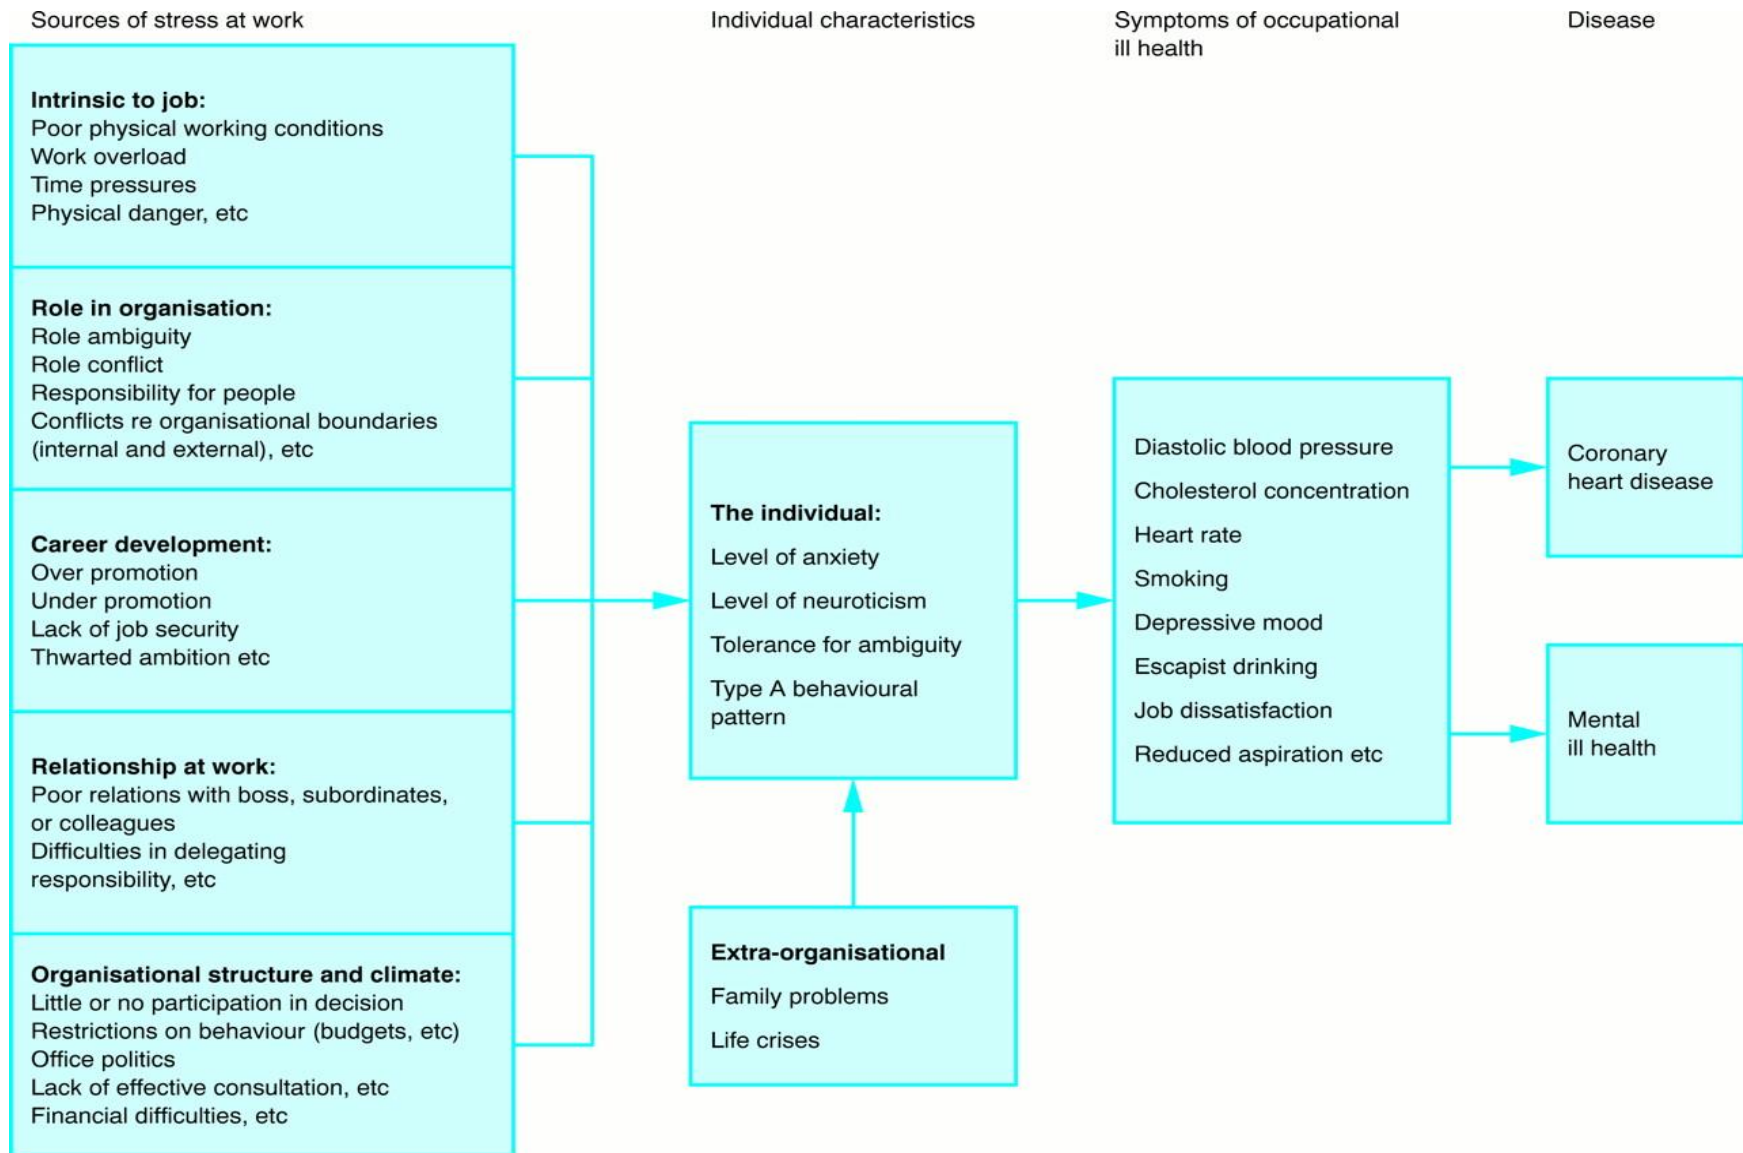 Sources of stress at work
Individual characteristics
Symptoms of occupational
ill health
Disease
Intrinsic to job:
Poor physical working conditions
Work overload
Time pressures
Physical danger, etc
Role in organisation:
Role ambiguity
Role conflict
Responsibility for people
Conflicts re organisational boundaries
(internal and external), etc
Career development:
Over promotion
Under promotion
Lack of job security
Thwarted ambition etc
Relationship at work:
Poor relations with boss, subordinates,
or colleagues
Difficulties in delegating
responsibility, etc
Organisational structure and climate:
Little or no participation in decision
Restrictions on behaviour (budgets, etc)
Office politics
Lack of effective consultation, etc
Financial difficulties, etc
The individual:
Level of anxiety
Level of neuroticism
Tolerance for ambiguity
Type A behavioural
pattern
Extra-organisational
Family problems
Life crises
Diastolic blood pressure
Cholesterol concentration
Heart rate
Smoking
Depressive mood
Escapist drinking
Job dissatisfaction
Reduced aspiration etc
Coronary
heart disease
Mental
ill health